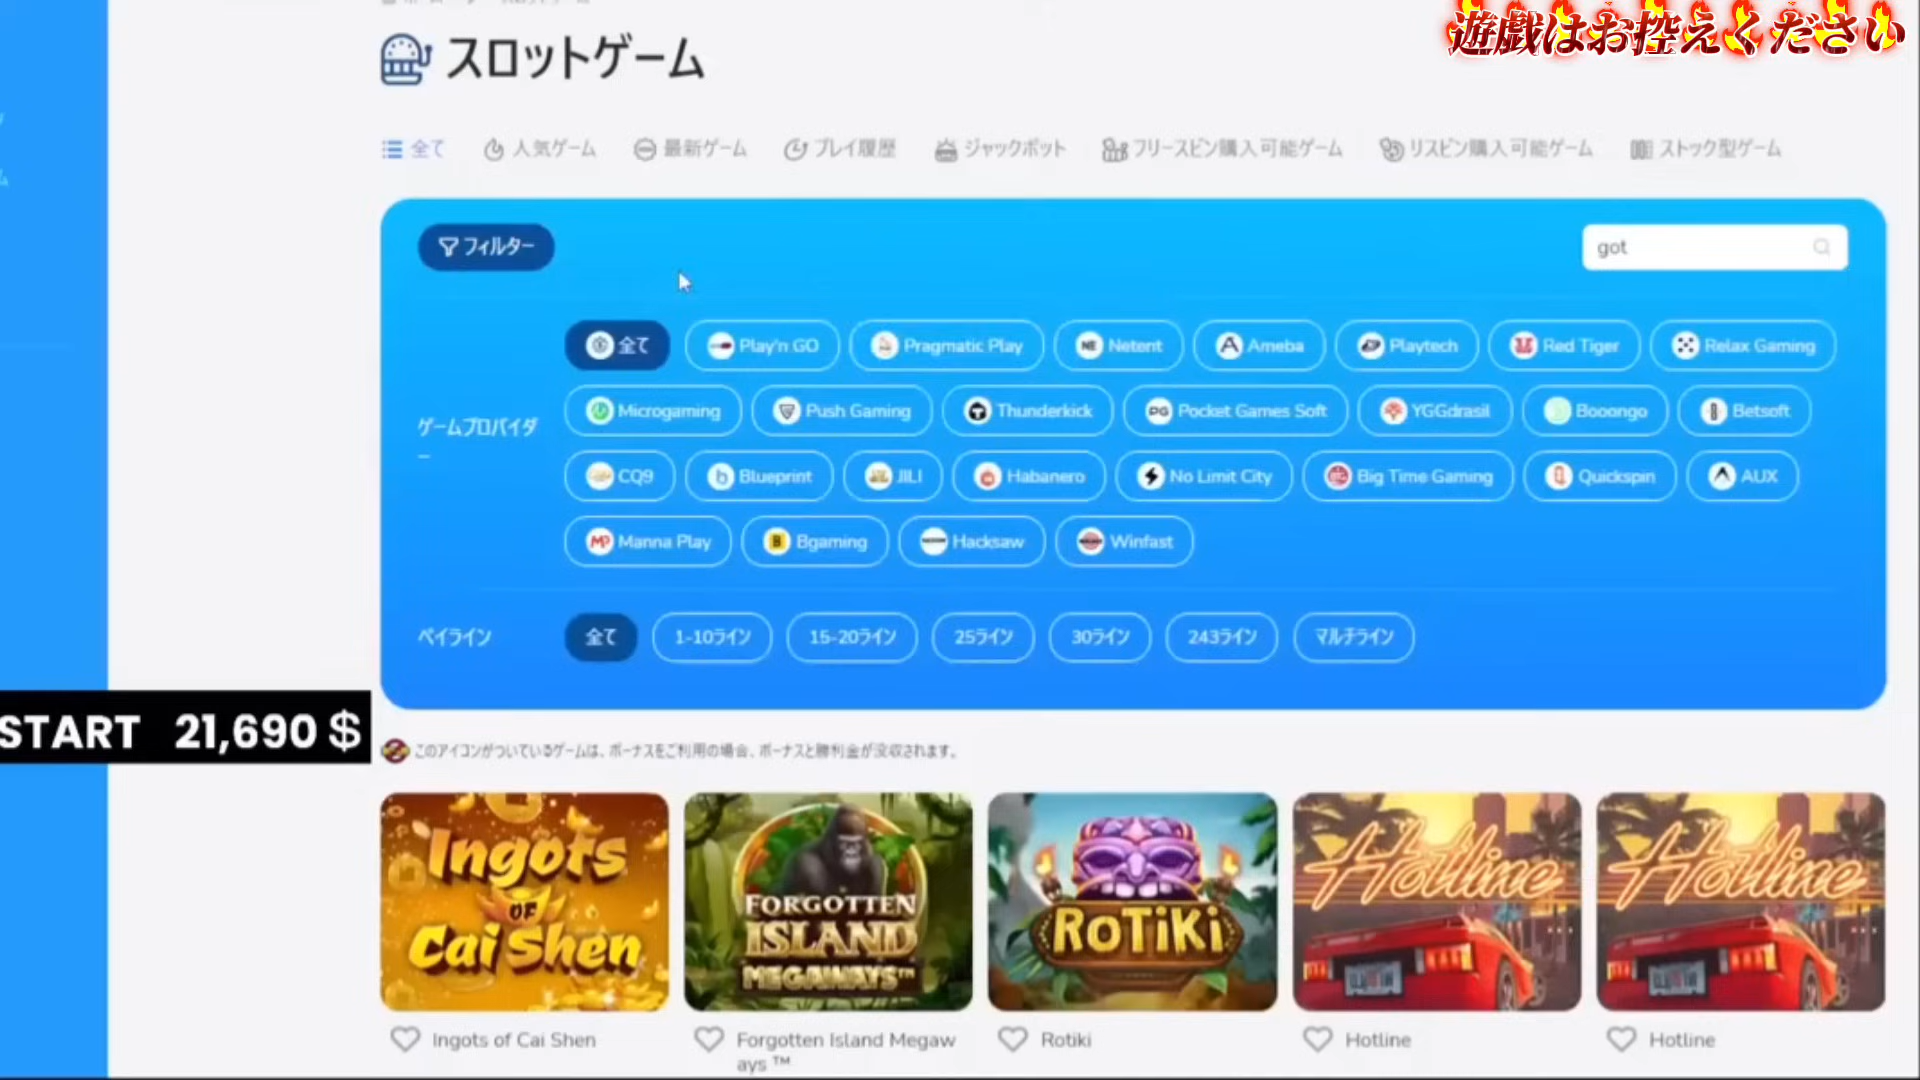 遊戯はお控えください
スロットゲーム
全て 人気ゲーム 最新ゲーム プレイ履歴 ジャックポット フリースピン購入可能ゲーム リスピン購入可能ゲーム ストック型ゲーム
フィルター
got
全て Play'n GO Pragmatic Play Netent Ameba Playtech Red Tiger Relax Gaming
Microgaming Push Gaming Thunderkick PG Pocket Games Soft YGGdrasil Booongo Betsoft
ゲームプロバイダ
ー
CQ9 Blueprint JILI Habanero No Limit City Big Time Gaming Quickspin AUX
MP Manna Play Bgaming Hacksaw Winfast
ペイライン
全て 1-10ライン 15-20ライン 25ライン 30ライン 243ライン マルチライン
START 21,690 $
このアイコンがついているゲームは、ボーナスをご利用の場合、ボーナスと勝利金が没収されます。
Ingots
OF
Cai Shen
FORGOTTEN
ISLAND
MEGAWAYS™
ROTIKI
Hotline
Hotline
Ingots of Cai Shen
Forgotten Island Megaw
ays ™
Rotiki
Hotline
Hotline